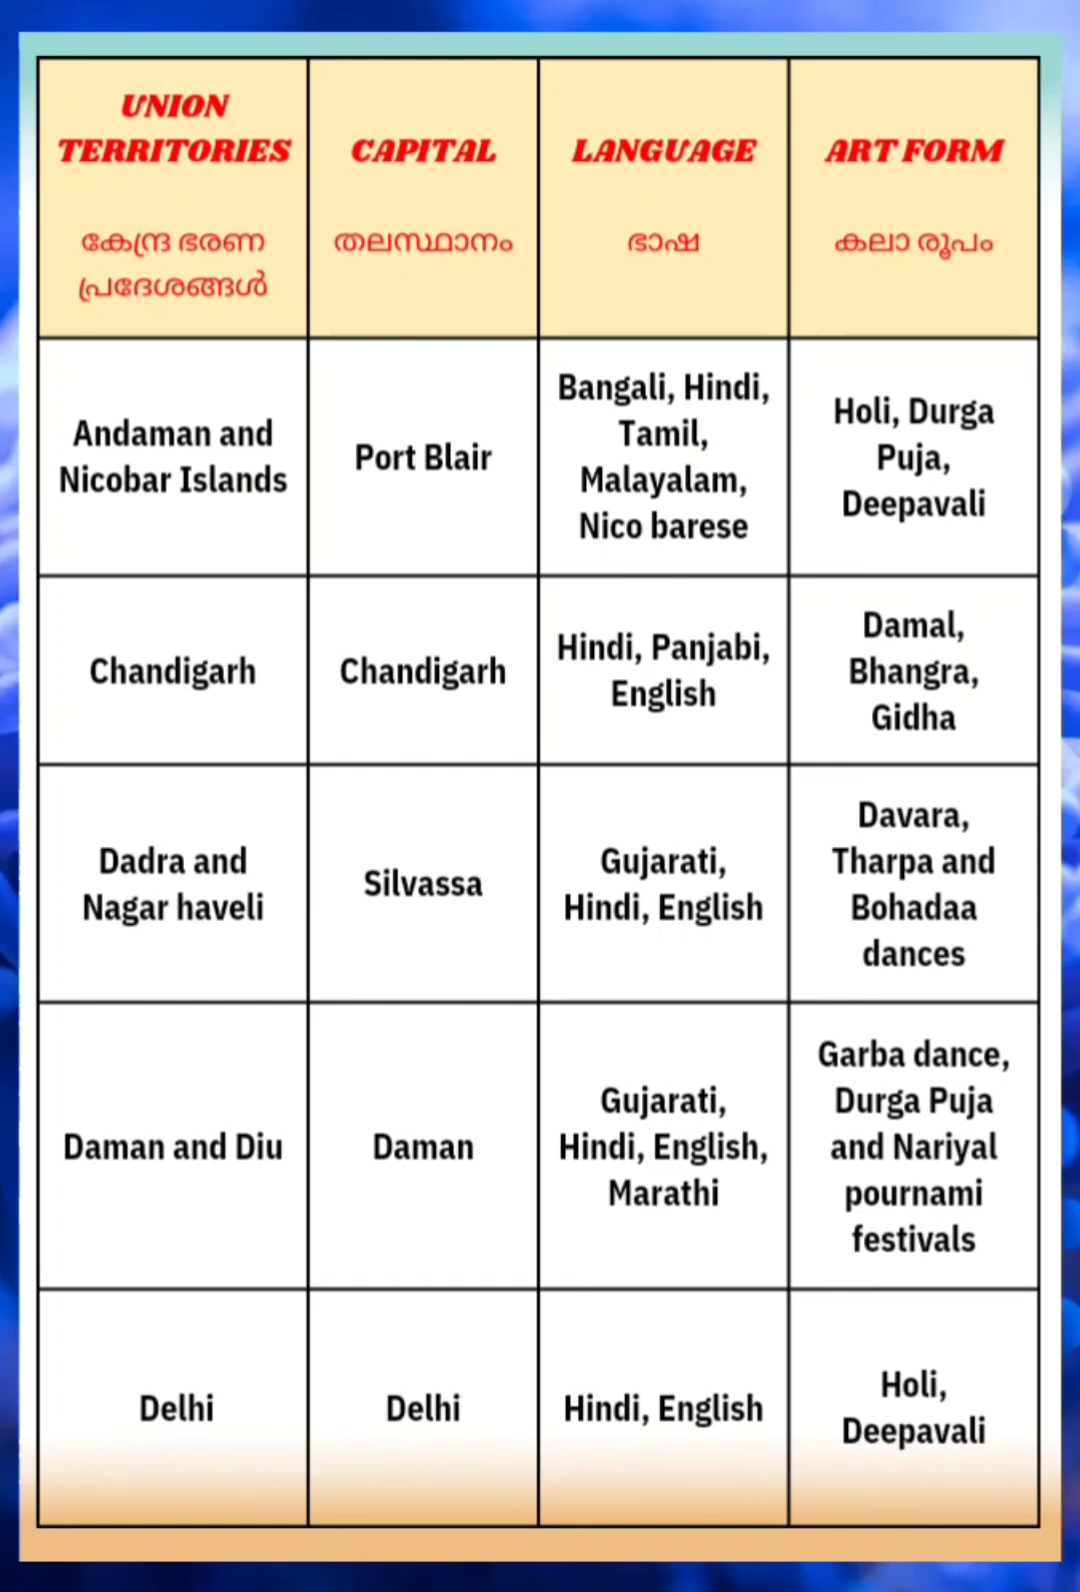 UNION
TERRITORIES
കേന്ദ്ര ഭരണ
പ്രദേശങ്ങൾ
CAPITAL
തലസ്ഥാനം
LANGUAGE
ഭാഷ
ART FORM
കലാ രൂപം
Andaman and
Nicobar Islands
Port Blair
Bangali, Hindi,
Tamil,
Malayalam,
Nico barese
Holi, Durga
Puja,
Deepavali
Chandigarh
Chandigarh
Hindi, Panjabi,
English
Damal,
Bhangra,
Gidha
Dadra and
Nagar haveli
Silvassa
Gujarati,
Hindi, English
Davara,
Tharpa and
Bohadaa
dances
Daman and Diu
Daman
Gujarati,
Hindi, English,
Marathi
Garba dance,
Durga Puja
and Nariyal
pournami
festivals
Delhi
Delhi
Hindi, English
Holi,
Deepavali